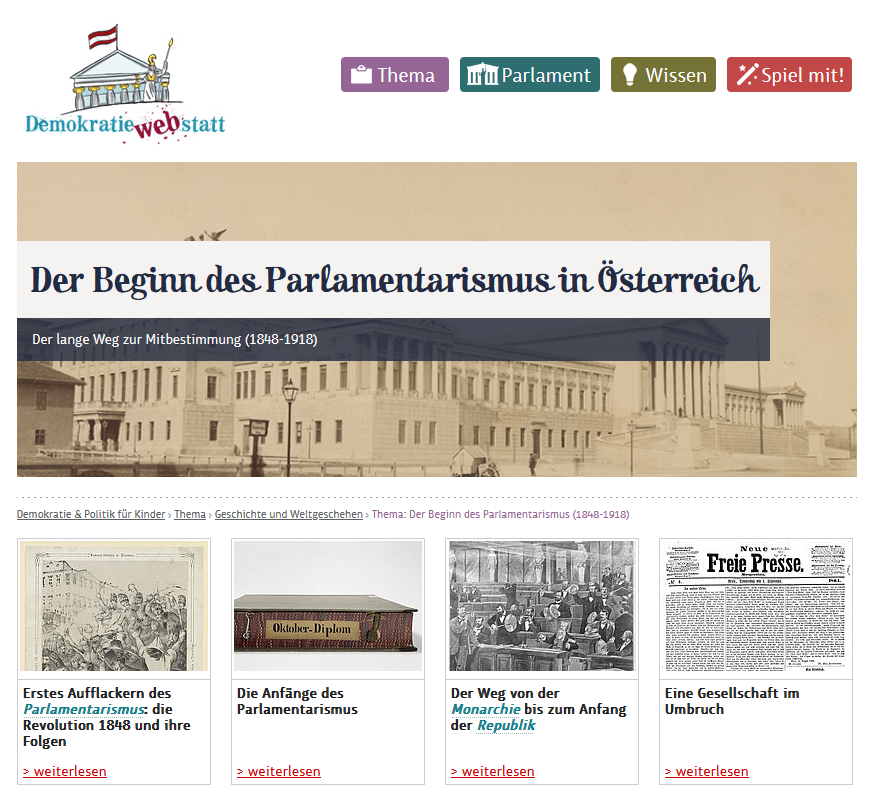 Demokratiewebstatt
Thema
Parlament
Wissen
Spiel mit!
Der Beginn des Parlamentarismus in Österreich
Der lange Weg zur Mitbestimmung (1848-1918)
Demokratie & Politik für Kinder › Thema › Geschichte und Weltgeschehen › Thema: Der Beginn des Parlamentarismus (1848-1918)
Oktober-Diplom
Neue
Freie Presse.
Erstes Aufflackern des
Parlamentarismus: die
Revolution 1848 und ihre
Folgen
> weiterlesen
Die Anfänge des
Parlamentarismus
> weiterlesen
Der Weg von der
Monarchie bis zum Anfang
der Republik
> weiterlesen
Eine Gesellschaft im
Umbruch
> weiterlesen